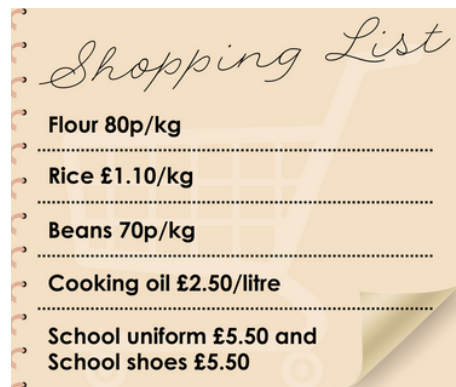 Shopping List
Flour 80p/kg
Rice £1.10/kg
Beans 70p/kg
Cooking oil £2.50/litre
School uniform £5.50 and
School shoes £5.50